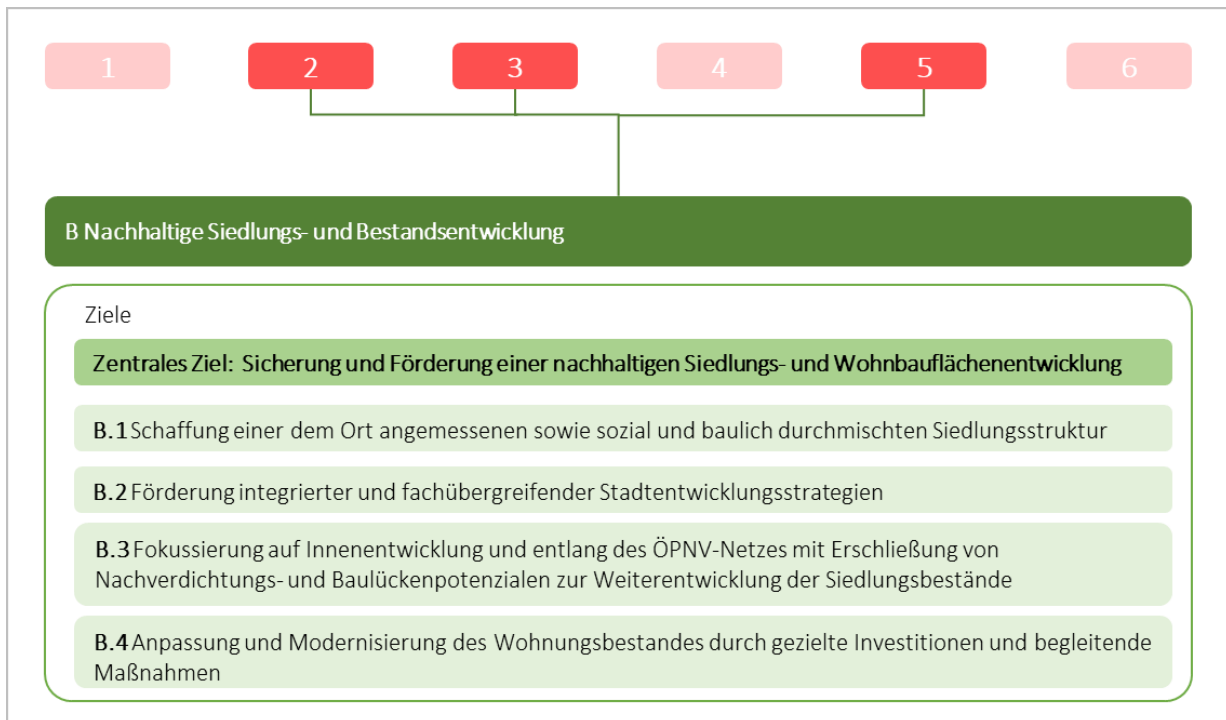 1 2 3 4 5 6
B Nachhaltige Siedlungs- und Bestandsentwicklung
Ziele
Zentrales Ziel: Sicherung und Förderung einer nachhaltigen Siedlungs- und Wohnbauflächenentwicklung
B.1 Schaffung einer dem Ort angemessenen sowie sozial und baulich durchmischten Siedlungsstruktur
B.2 Förderung integrierter und fachübergreifender Stadtentwicklungsstrategien
B.3 Fokussierung auf Innenentwicklung und entlang des ÖPNV-Netzes mit Erschließung von
Nachverdichtungs- und Baulückenpotenzialen zur Weiterentwicklung der Siedlungsbestände
B.4 Anpassung und Modernisierung des Wohnungsbestandes durch gezielte Investitionen und begleitende
Maßnahmen